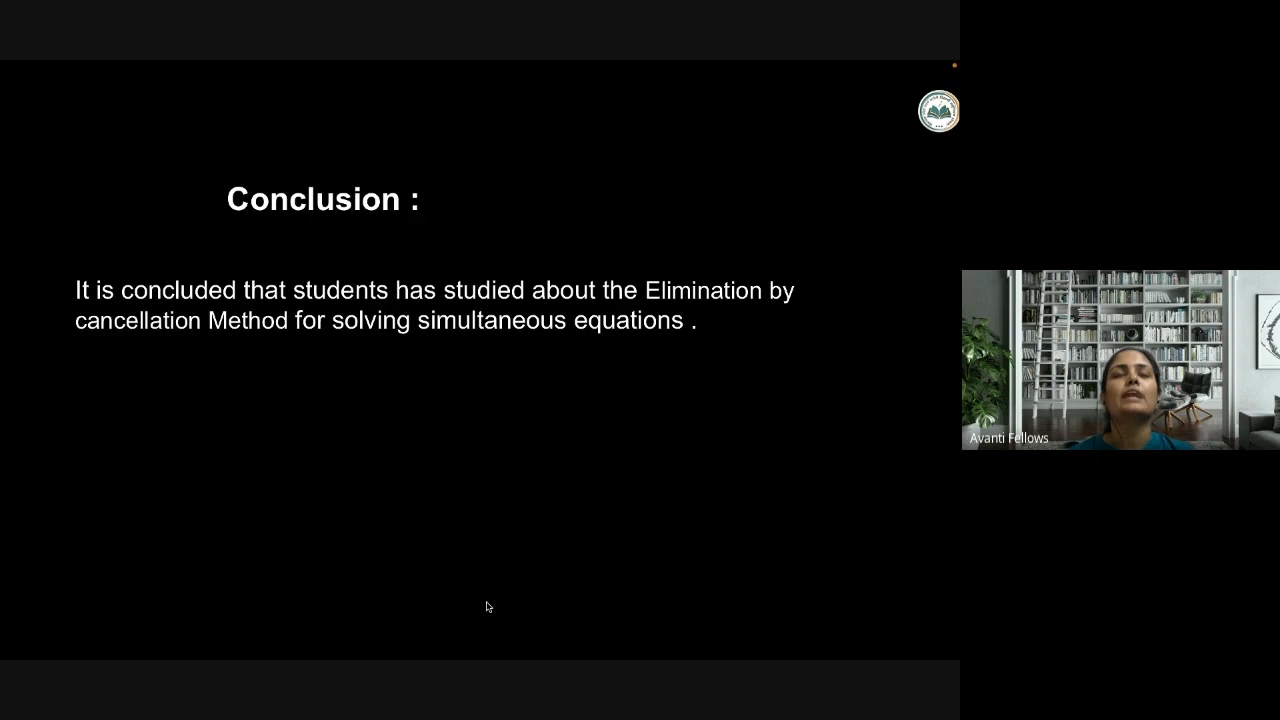 Conclusion :
It is concluded that students has studied about the Elimination by
cancellation Method for solving simultaneous equations .
Avanti Fellows